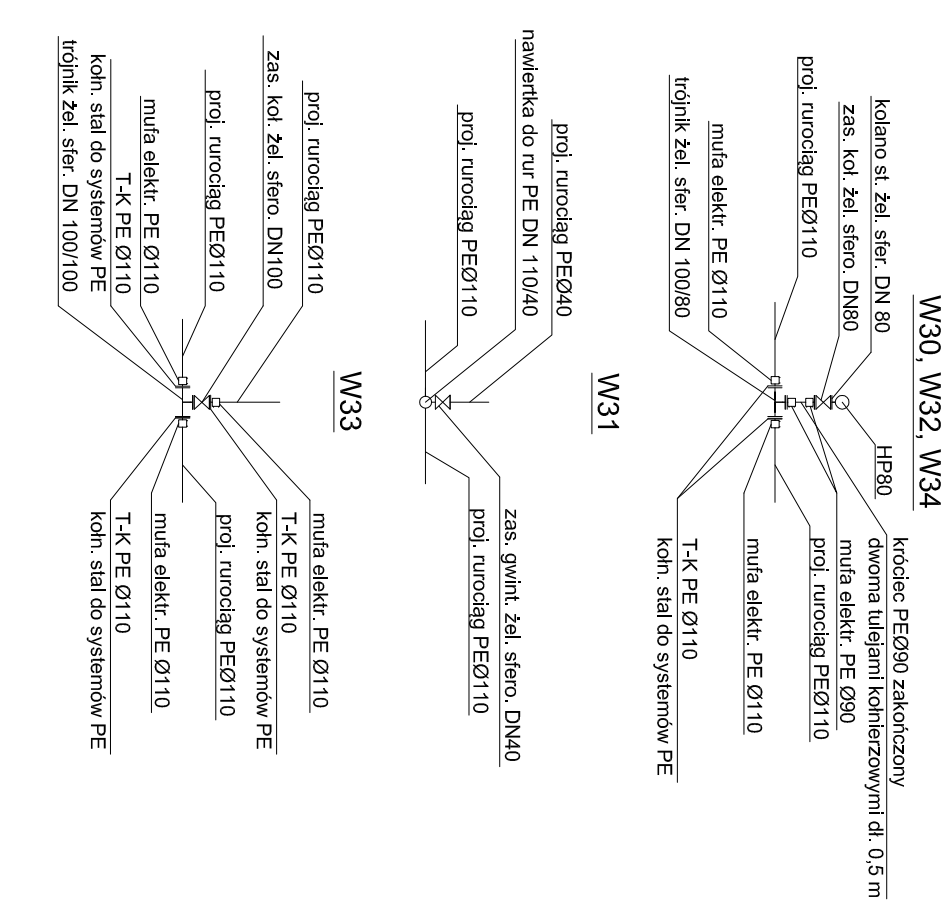 W30, W32, W34
kolano st. żel. sfer. DN 80
zas. koł. żel. sfero. DN80
proj. rurociąg PEØ110
mufa elektr. PE Ø110
trójnik żel. sfer. DN 100/80
HP80
króciec PEØ90 zakończony
dwoma tulejami kołnierzowymi dł. 0,5 m
mufa elektr. PE Ø90
proj. rurociąg PEØ110
mufa elektr. PE Ø110
T-K PE Ø110
kołn. stal do systemów PE
W31
proj. rurociąg PEØ40
nawiertka do rur PE DN 110/40
proj. rurociąg PEØ110
zas. gwint. żel. sfero. DN40
proj. rurociąg PEØ110
W33
proj. rurociąg PEØ110
zas. koł. żel. sfero. DN100
proj. rurociąg PEØ110
mufa elektr. PE Ø110
T-K PE Ø110
kołn. stal do systemów PE
trójnik żel. sfer. DN 100/100
mufa elektr. PE Ø110
T-K PE Ø110
kołn. stal do systemów PE
proj. rurociąg PEØ110
mufa elektr. PE Ø110
T-K PE Ø110
kołn. stal do systemów PE